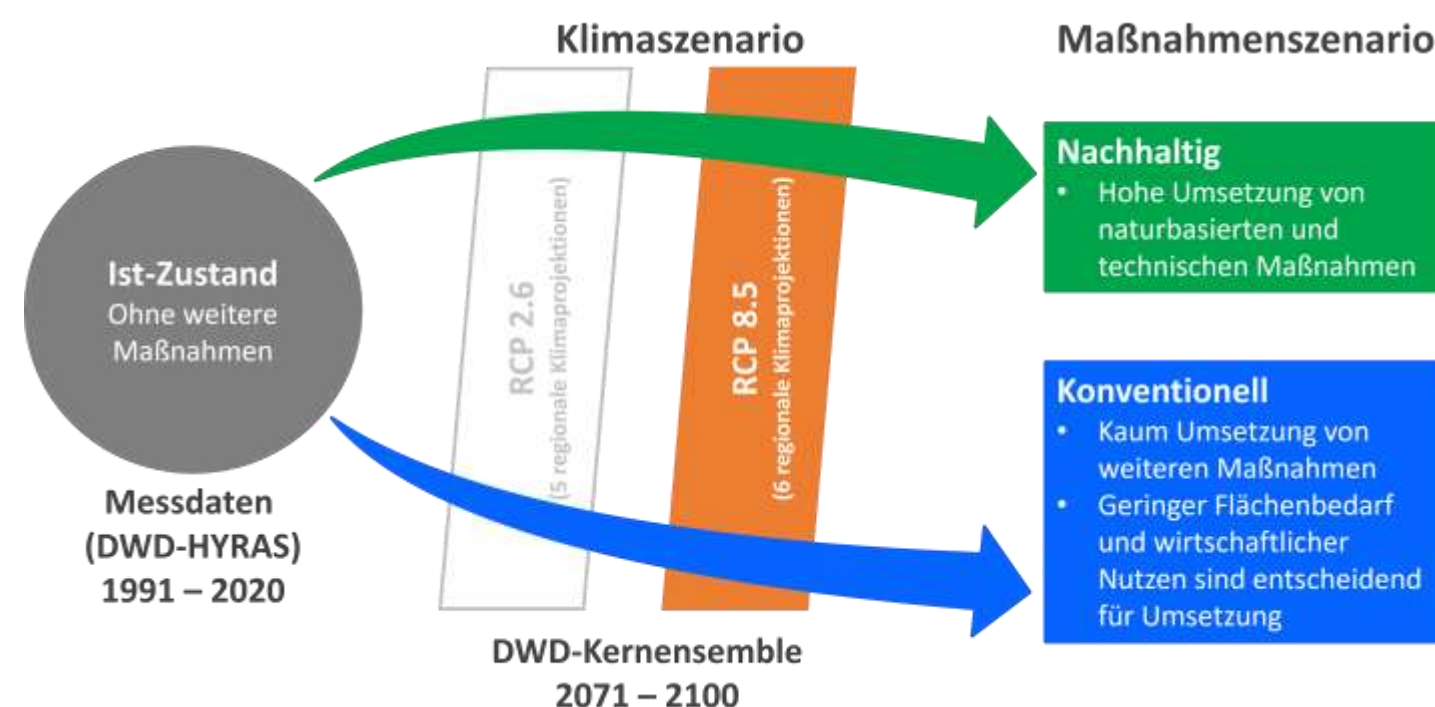 Klimaszenario
Maßnahmenszenario
Ist-Zustand
Ohne weitere
Maßnahmen
Messdaten
(DWD-HYRAS)
1991 – 2020
RCP 2.6
(5 regionale Klimaprojektionen)
RCP 8.5
(6 regionale Klimaprojektionen)
DWD-Kernensemble
2071 – 2100
Nachhaltig
• Hohe Umsetzung von
naturbasierten und
technischen Maßnahmen
Konventionell
• Kaum Umsetzung von
weiteren Maßnahmen
• Geringer Flächenbedarf
und wirtschaftlicher
Nutzen sind entscheidend
für Umsetzung